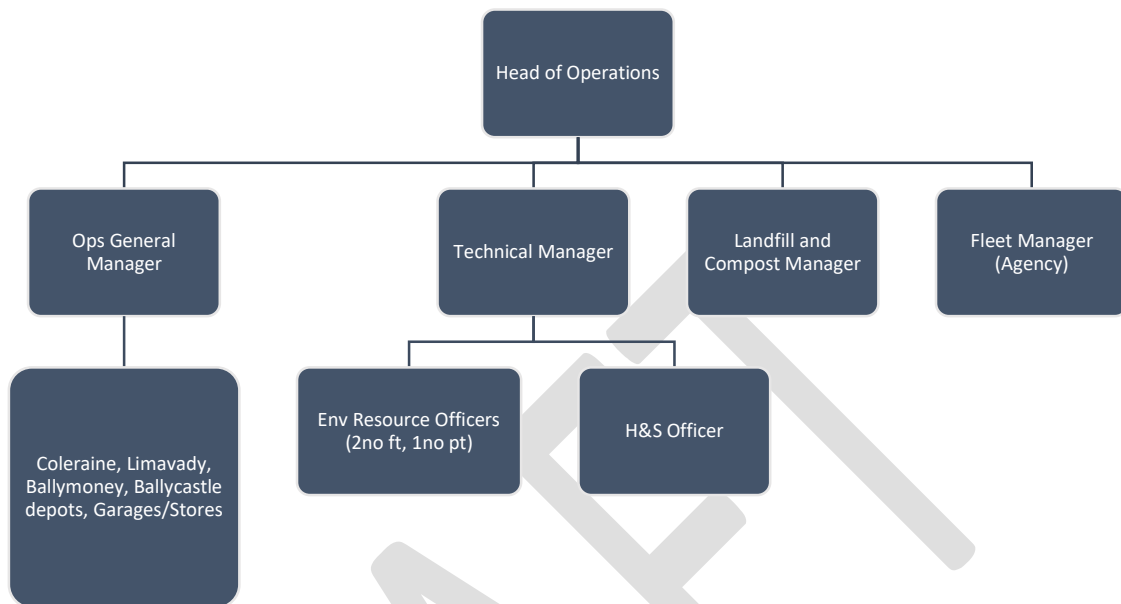 Head of Operations
Ops General
Manager
Technical Manager
Landfill and
Compost Manager
Fleet Manager
(Agency)
Coleraine, Limavady,
Ballymoney, Ballycastle
depots, Garages/Stores
Env Resource Officers
(2no ft, 1no pt)
H&S Officer